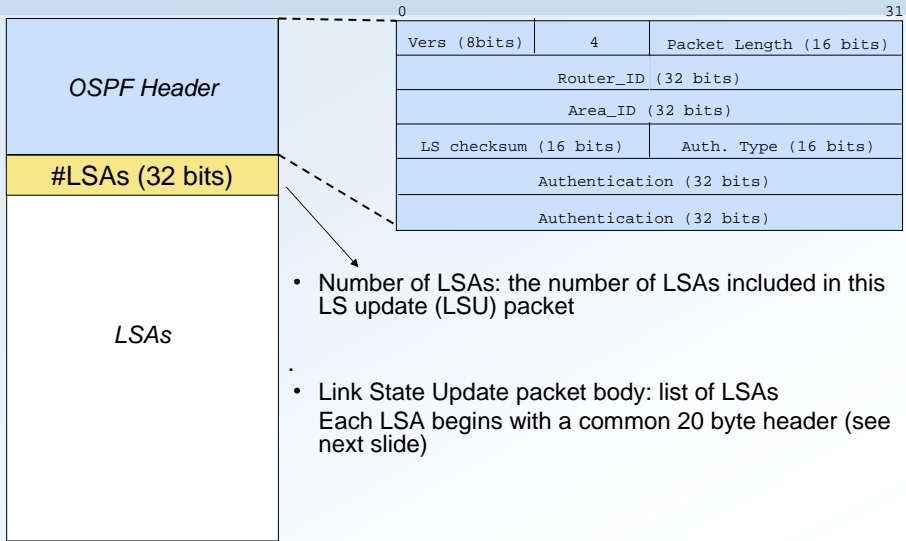 0 31
Vers (8bits) 4 Packet Length (16 bits)
Router_ID (32 bits)
Area_ID (32 bits)
LS checksum (16 bits) Auth. Type (16 bits)
Authentication (32 bits)
Authentication (32 bits)
OSPF Header
#LSAs (32 bits)
LSAs
• Number of LSAs: the number of LSAs included in this
LS update (LSU) packet
.
• Link State Update packet body: list of LSAs
Each LSA begins with a common 20 byte header (see
next slide)